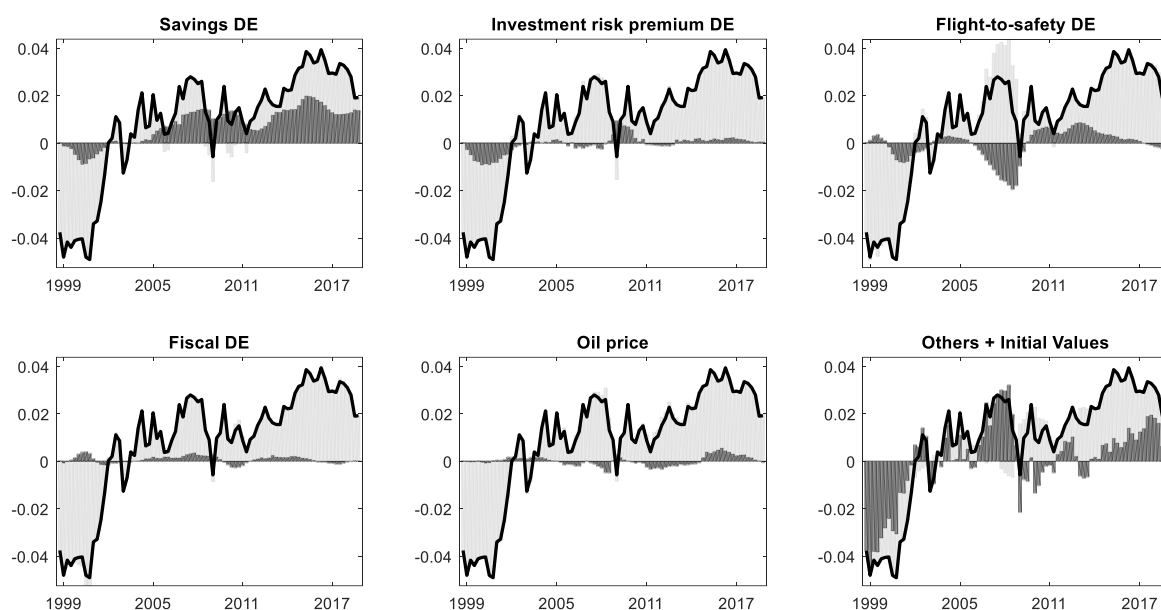 Savings DE
Investment risk premium DE
Flight-to-safety DE
0.04
0.02
0
-0.02
-0.04
1999 2005 2011 2017
0.04
0.02
0
-0.02
-0.04
1999 2005 2011 2017
0.04
0.02
0
-0.02
-0.04
1999 2005 2011 2017
Fiscal DE
Oil price
Others + Initial Values
0.04
0.02
0
-0.02
-0.04
1999 2005 2011 2017
0.04
0.02
0
-0.02
-0.04
1999 2005 2011 2017
0.04
0.02
0
-0.02
-0.04
1999 2005 2011 2017